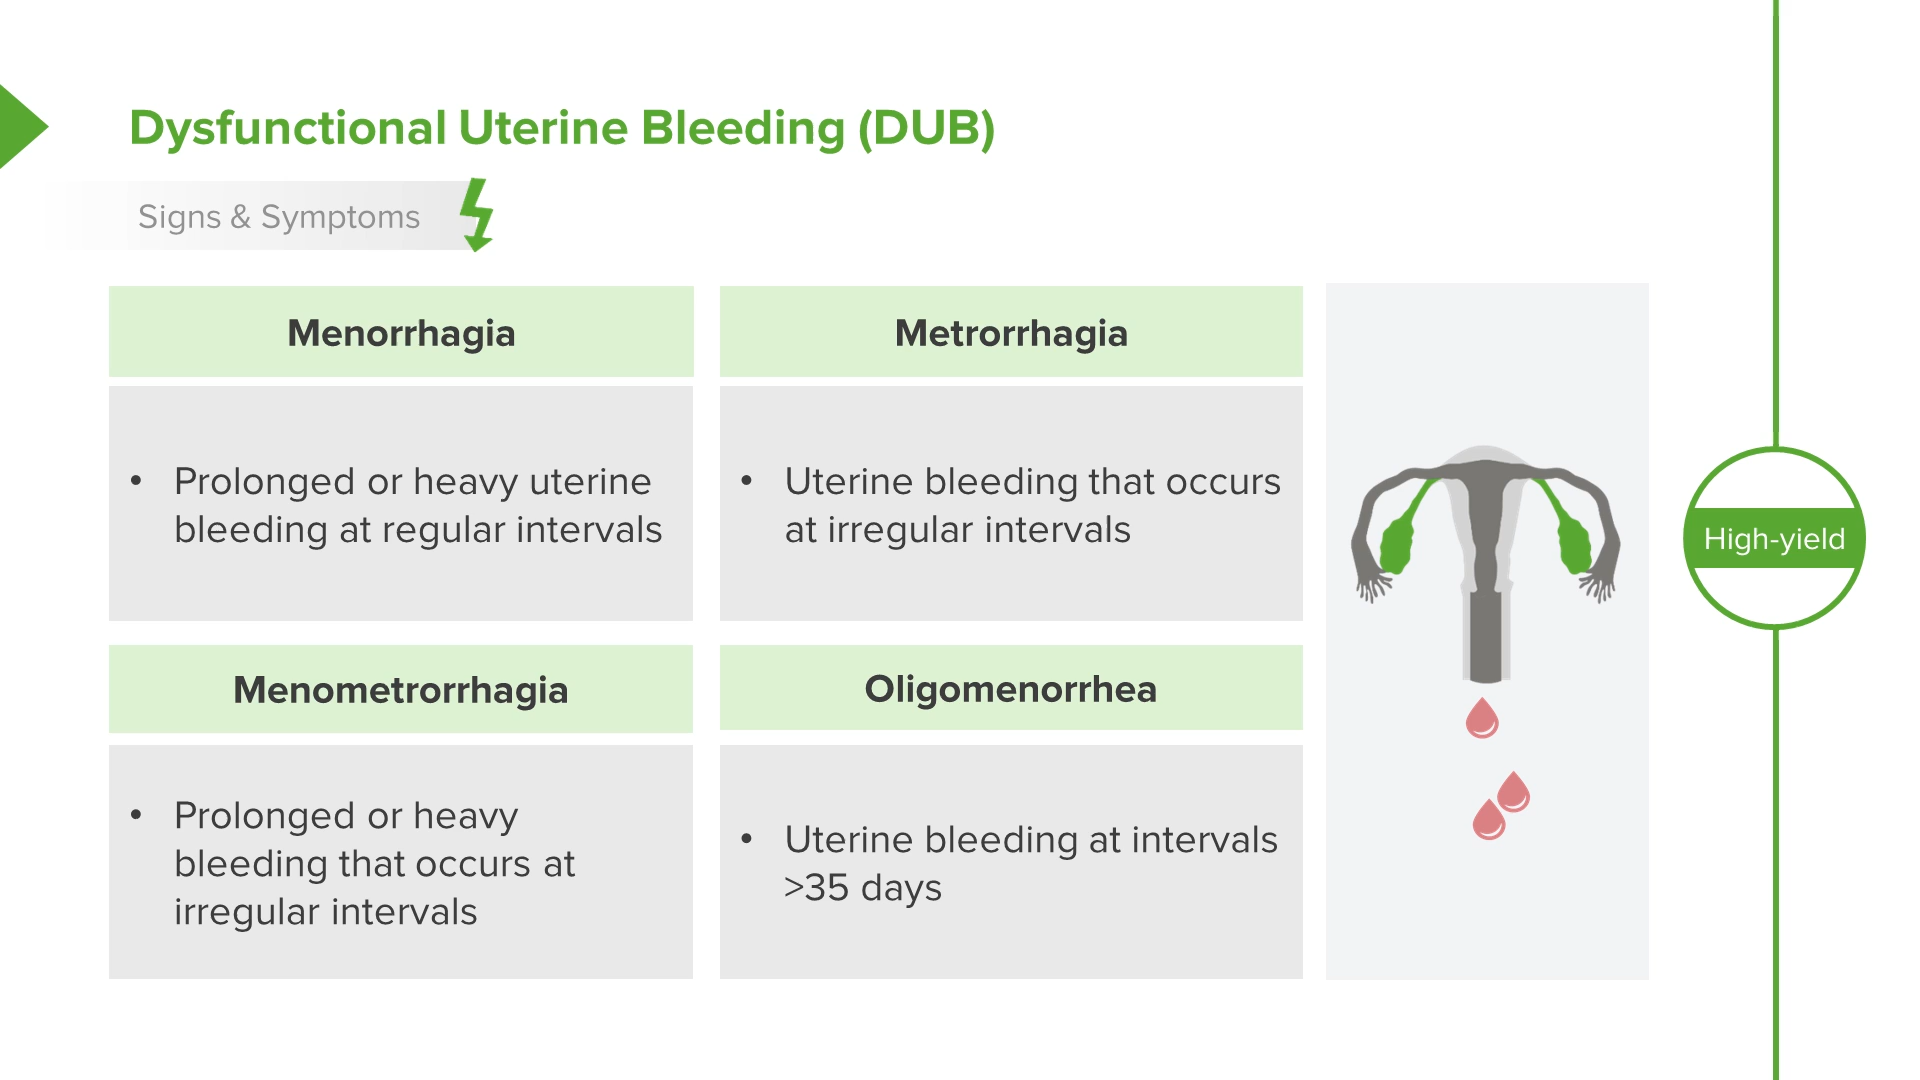 Dysfunctional Uterine Bleeding (DUB)
Signs & Symptoms
Menorrhagia
• Prolonged or heavy uterine
bleeding at regular intervals
Metrorrhagia
• Uterine bleeding that occurs
at irregular intervals
Menometrorrhagia
• Prolonged or heavy
bleeding that occurs at
irregular intervals
Oligomenorrhea
• Uterine bleeding at intervals
>35 days
High-yield